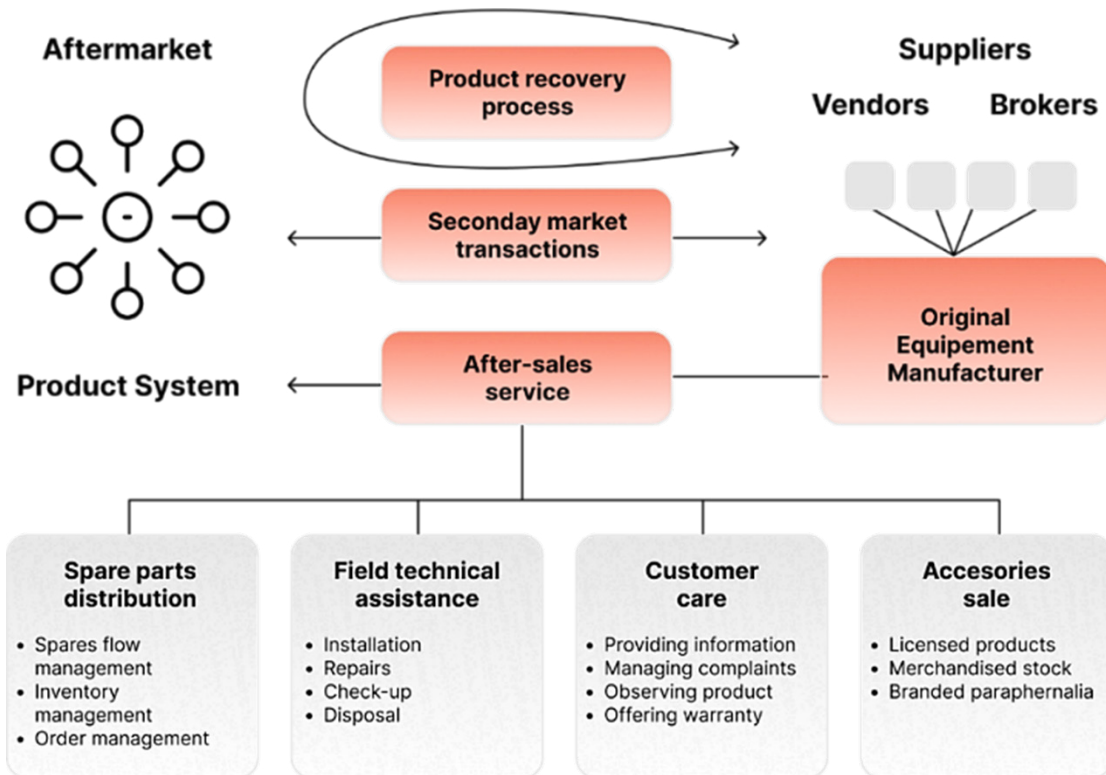 Aftermarket
Product recovery
process
Suppliers
Vendors Brokers
Seconday market
transactions
Original
Equipement
Manufacturer
Product System
After-sales
service
Spare parts
distribution
• Spares flow
management
• Inventory
management
• Order management
Field technical
assistance
• Installation
• Repairs
• Check-up
• Disposal
Customer
care
• Providing information
• Managing complaints
• Observing product
• Offering warranty
Accesories
sale
• Licensed products
• Merchandised stock
• Branded paraphernalia